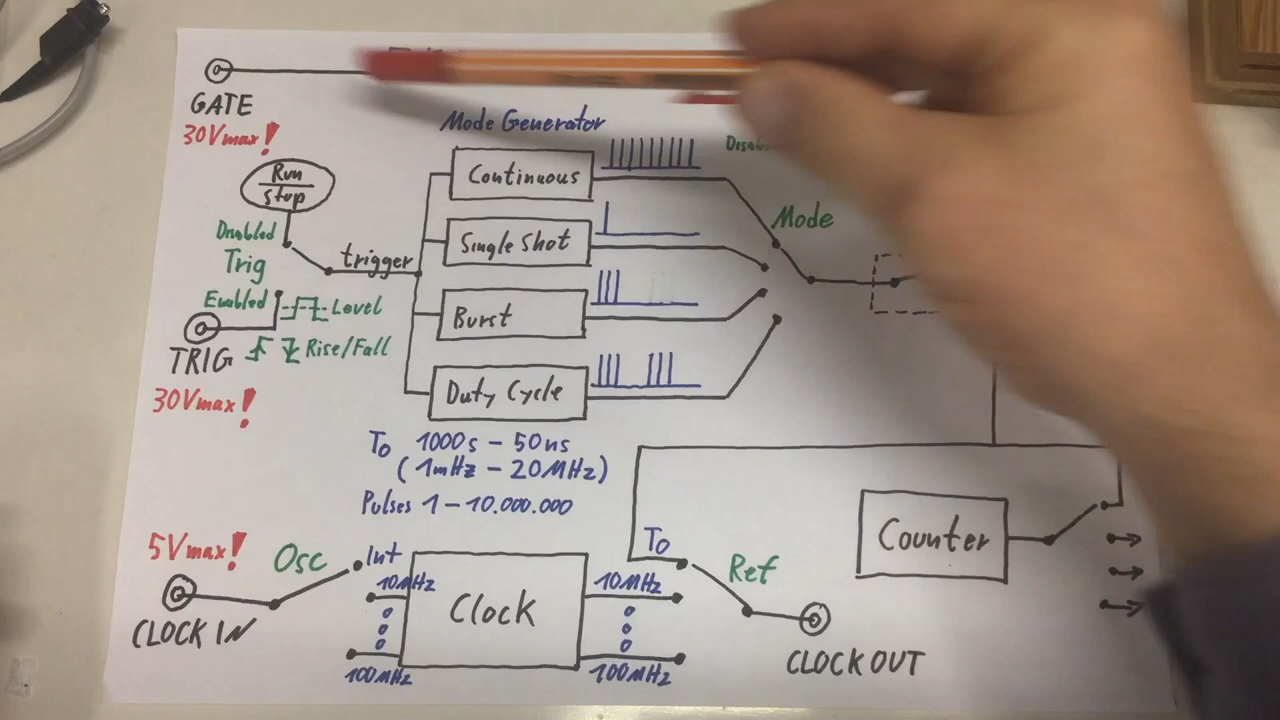 GATE
30Vmax!
Mode Generator
Run
Stop
Continuous
Disabled
Trig
trigger
Single Shot
Mode
Enabled
Level
Burst
TRIG
Rise/Fall
30Vmax!
Duty Cycle
To 1000s - 50ns
(1mHz - 20MHz)
Pulses 1 - 10.000.000
5Vmax!
Osc
Int
To
Ref
Counter
10MHz
Clock
10MHz
CLOCK IN
CLOCK OUT
100MHz
100MHz